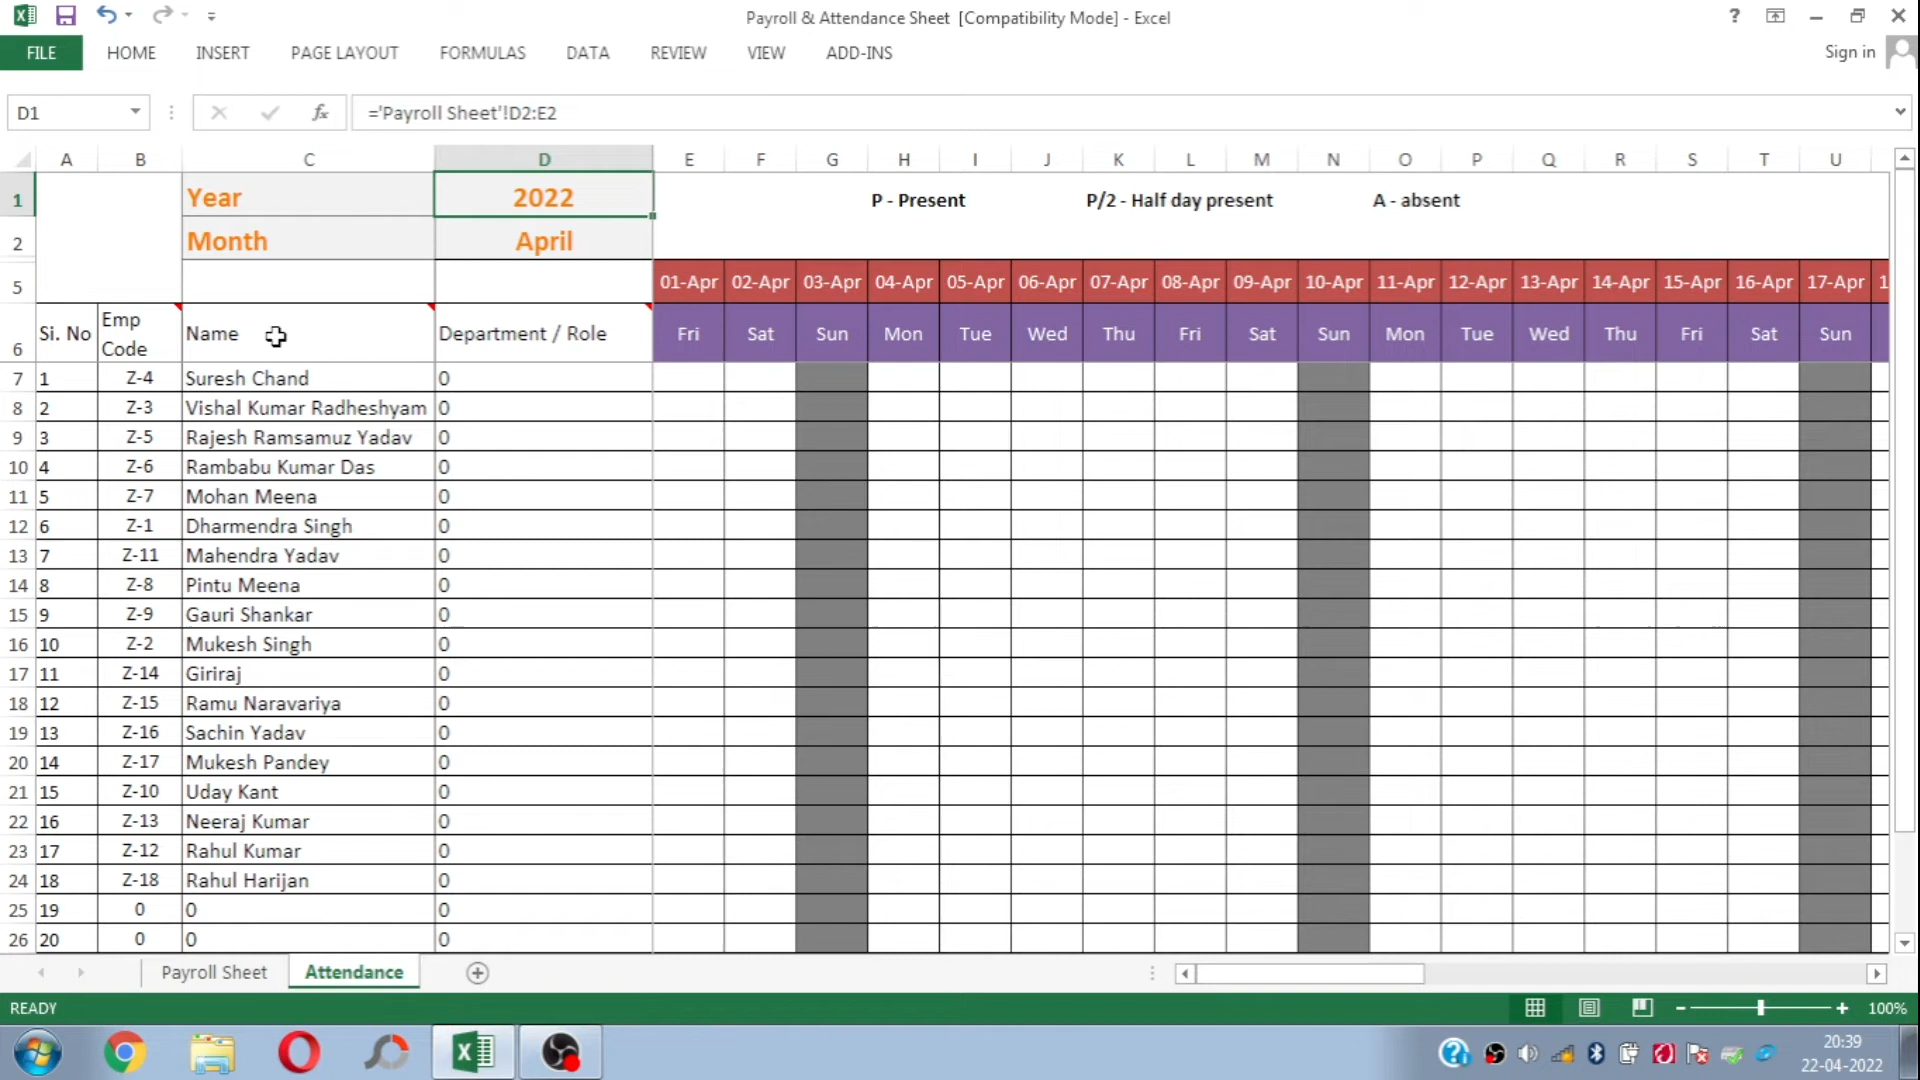 Payroll & Attendance Sheet [Compatibility Mode] - Excel
?
FILE HOME INSERT PAGE LAYOUT FORMULAS DATA REVIEW VIEW ADD-INS Sign in
D1 fx ='Payroll Sheet'!D2:E2
A B C D E F G H I J K L M N O P Q R S T U
1 Year 2022 P - Present P/2 - Half day present A - absent
2 Month April
5 01-Apr 02-Apr 03-Apr 04-Apr 05-Apr 06-Apr 07-Apr 08-Apr 09-Apr 10-Apr 11-Apr 12-Apr 13-Apr 14-Apr 15-Apr 16-Apr 17-Apr 1
6 Si. No Emp Code Name Department / Role Fri Sat Sun Mon Tue Wed Thu Fri Sat Sun Mon Tue Wed Thu Fri Sat Sun
7 1 Z-4 Suresh Chand 0
8 2 Z-3 Vishal Kumar Radheshyam 0
9 3 Z-5 Rajesh Ramsamuz Yadav 0
10 4 Z-6 Rambabu Kumar Das 0
11 5 Z-7 Mohan Meena 0
12 6 Z-1 Dharmendra Singh 0
13 7 Z-11 Mahendra Yadav 0
14 8 Z-8 Pintu Meena 0
15 9 Z-9 Gauri Shankar 0
16 10 Z-2 Mukesh Singh 0
17 11 Z-14 Giriraj 0
18 12 Z-15 Ramu Naravariya 0
19 13 Z-16 Sachin Yadav 0
20 14 Z-17 Mukesh Pandey 0
21 15 Z-10 Uday Kant 0
22 16 Z-13 Neeraj Kumar 0
23 17 Z-12 Rahul Kumar 0
24 18 Z-18 Rahul Harijan 0
25 19 0 0 0
26 20 0 0 0
Payroll Sheet Attendance
READY 100%
20:39
22-04-2022